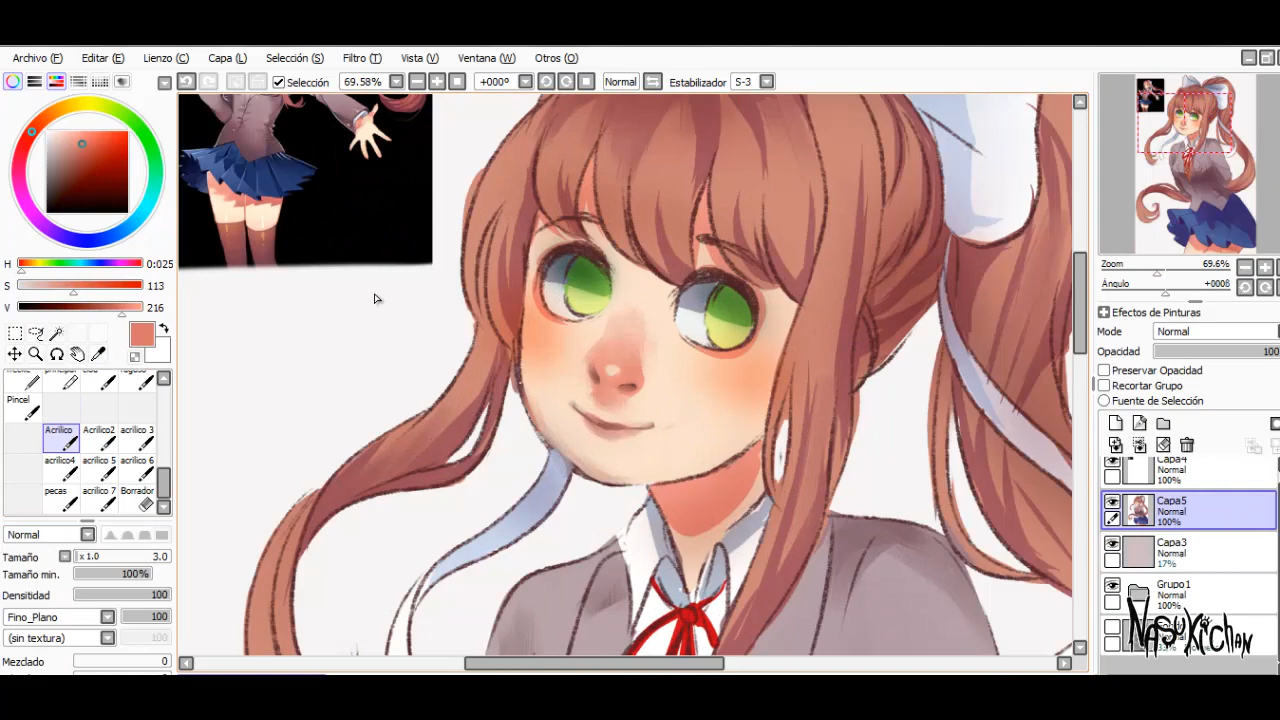 Archivo (F) Editar (E) Lienzo (C) Capa (L) Selección (S) Filtro (T) Vista (V) Ventana (W) Otros (O)
Selección 69.58% +000º Normal Estabilizador S-3
H 0:025
S 113
V 216
Pincel
Acrilico Acrilico2 acrilico 3
acrilico4 acrilico 5 acrilico 6
pecas acrilico 7 Borrador
Normal
Tamaño x 1.0 3.0
Tamaño min. 100%
Densidad 100
Fino_Plano 100
(sin textura) 100
Mezclado 0
Zoom 69.6%
Ángulo +0008
Efectos de Pinturas
Modo Normal
Opacidad 100
Preservar Opacidad
Recortar Grupo
Fuente de Selección
Capa4
Normal
100%
Capa5
Normal
100%
Capa3
Normal
17%
Grupo1
Normal
100%